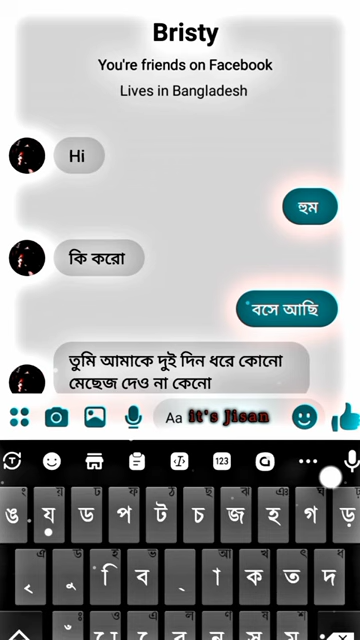 Bristy
You're friends on Facebook
Lives in Bangladesh
Hi
হুম
কি করো
বসে আছি
তুমি আমাকে দুই দিন ধরে কোনো
মেছেজ দেও না কেনো
Aa it's Jisan
123
ঙ য ড প ট চ জ হ গ ড়
ি ব ্ া ক ত দ